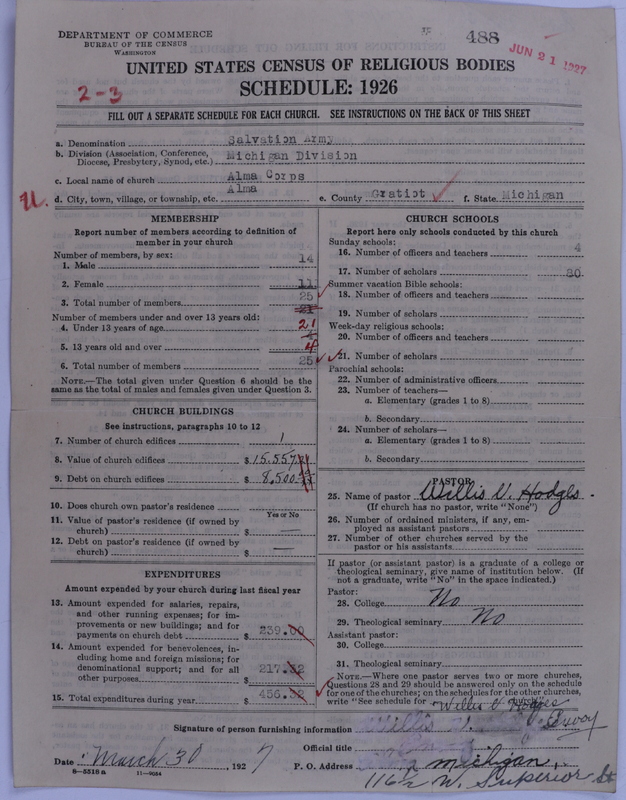 DEPARTMENT OF COMMERCE
BUREAU OF THE CENSUS
WASHINGTON
488
JUN 21 1927
UNITED STATES CENSUS OF RELIGIOUS BODIES
2-3
SCHEDULE: 1926
FILL OUT A SEPARATE SCHEDULE FOR EACH CHURCH. SEE INSTRUCTIONS ON THE BACK OF THIS SHEET
a. Denomination Salvation Army
b. Division (Association, Conference, Diocese, Presbytery, Synod, etc.) Michigan Division
c. Local name of church Alma Corps
U.
d. City, town, village, or township, etc. Alma e. County Gratiot f. State Michigan
MEMBERSHIP
Report number of members according to definition of member in your church
Number of members, by sex:
1. Male 14
2. Female 11
3. Total number of members 25
21
Number of members under and over 13 years old:
4. Under 13 years of age 21
5. 13 years old and over 4
6. Total number of members 25
NOTE.—The total given under Question 6 should be the same as the total of males and females given under Question 3.
CHURCH BUILDINGS
See instructions, paragraphs 10 to 12
7. Number of church edifices 1
8. Value of church edifices $ 15,557
9. Debt on church edifices $ 8,500
10. Does church own pastor's residence
Yes or No
11. Value of pastor's residence (if owned by church) $ —
12. Debt on pastor's residence (if owned by church) $ —
EXPENDITURES
Amount expended by your church during last fiscal year
13. Amount expended for salaries, repairs, and other running expenses; for improvements or new buildings; and for payments on church debt $ 239.00
14. Amount expended for benevolences, including home and foreign missions; for denominational support; and for all other purposes $ 217.32
15. Total expenditures during year $ 456.32
CHURCH SCHOOLS
Report here only schools conducted by this church
Sunday schools:
16. Number of officers and teachers 4
17. Number of scholars 80
Summer vacation Bible schools:
18. Number of officers and teachers
19. Number of scholars
Week-day religious schools:
20. Number of officers and teachers
21. Number of scholars
Parochial schools:
22. Number of administrative officers
23. Number of teachers—
a. Elementary (grades 1 to 8)
b. Secondary
24. Number of scholars—
a. Elementary (grades 1 to 8)
b. Secondary
PASTOR
25. Name of pastor Willis V. Hodges.
(If church has no pastor, write "None")
26. Number of ordained ministers, if any, employed as assistant pastors
27. Number of other churches served by the pastor or his assistants
If pastor (or assistant pastor) is a graduate of a college or theological seminary, give name of institution below. (If not a graduate, write "No" in the space indicated.)
Pastor:
28. College No
29. Theological seminary No
Assistant pastor:
30. College
31. Theological seminary
NOTE.—Where one pastor serves two or more churches, Questions 28 and 29 should be answered only on the schedule for one of the churches; on the schedules for the other churches, write "See schedule for church"
Willis V Hodges
Signature of person furnishing information Willis V. Envoy
Official title
Date March 30, 1927 P. O. Address Michigan,
8—5518 a 11—9054
116½ W. Superior St